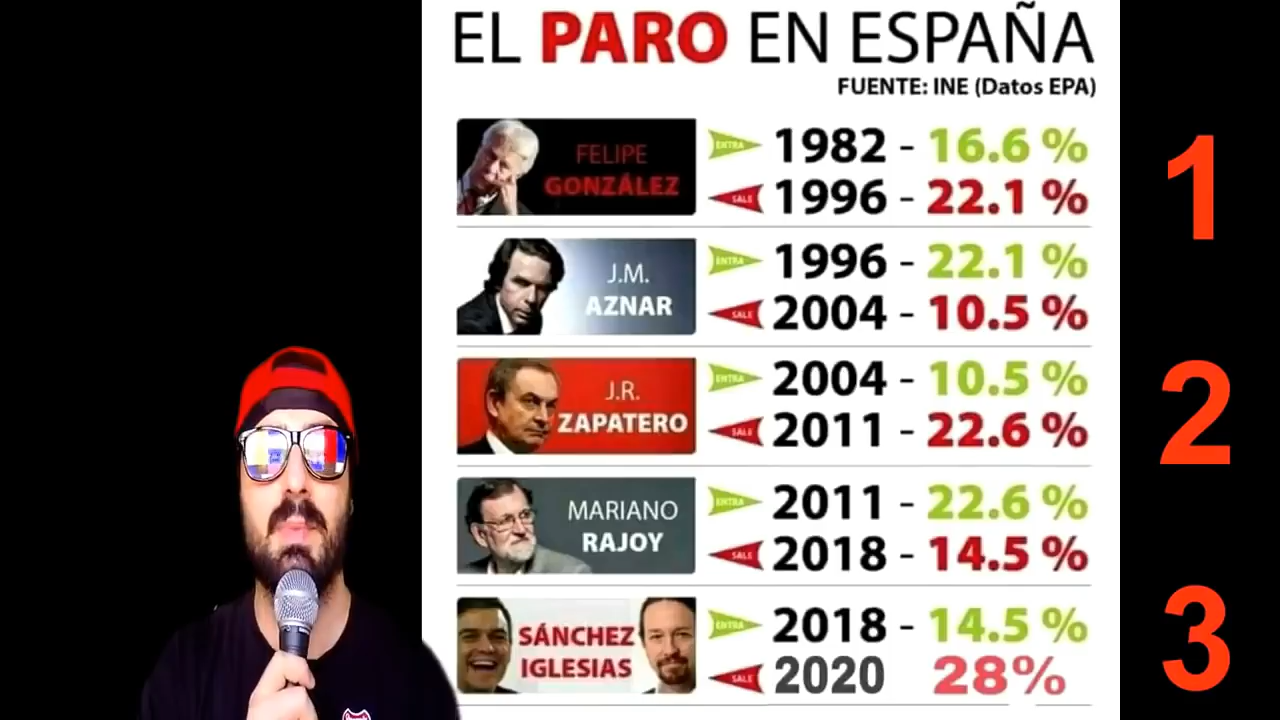 EL PARO EN ESPAÑA
FUENTE: INE (Datos EPA)
FELIPE
GONZÁLEZ
ENTRA 1982 - 16.6 %
SALE 1996 - 22.1 %
J.M.
AZNAR
ENTRA 1996 - 22.1 %
SALE 2004 - 10.5 %
J.R.
ZAPATERO
ENTRA 2004 - 10.5 %
SALE 2011 - 22.6 %
MARIANO
RAJOY
ENTRA 2011 - 22.6 %
SALE 2018 - 14.5 %
SÁNCHEZ
IGLESIAS
ENTRA 2018 - 14.5 %
SALE 2020 28%
1
2
3